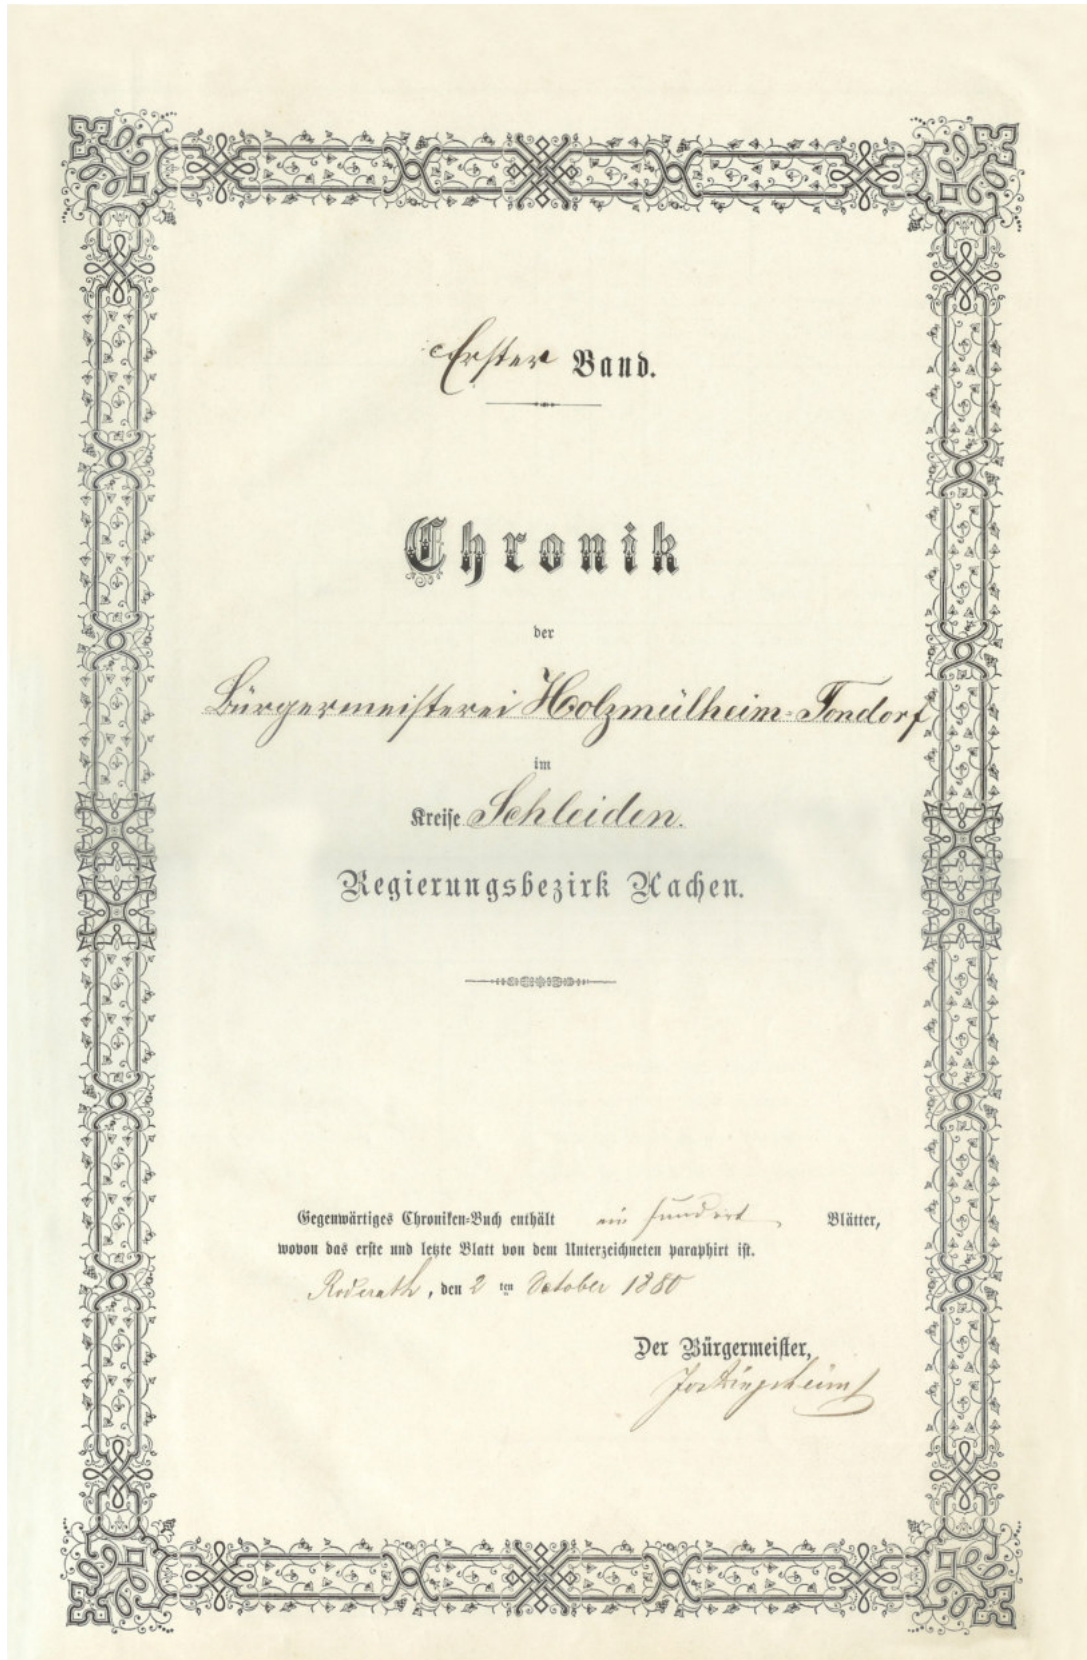 Erster Band.
Chronik
der
Bürgermeisterei Holzmülheim-Tondorf
im
Kreise Schleiden.
Regierungsbezirk Aachen.
Gegenwärtiges Chroniken-Buch enthält ein hundert Blätter,
wovon das erste und letzte Blatt von dem Unterzeichneten paraphirt ist.
Roderath, den 2 ten October 1880
Der Bürgermeister,